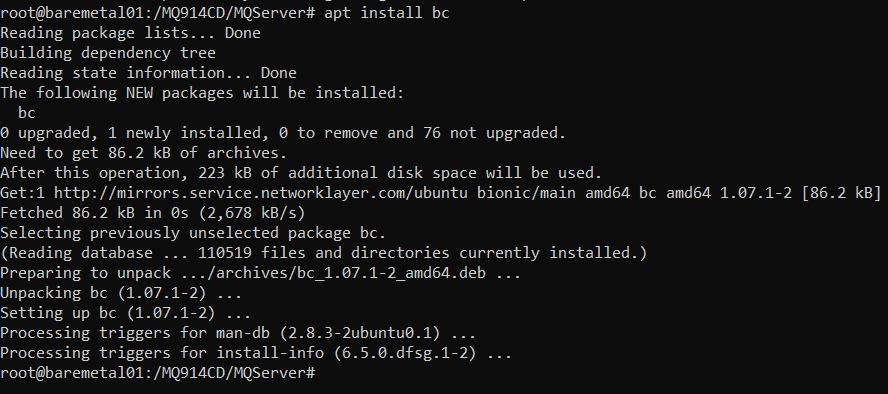 root@baremetal01:/MQ914CD/MQServer# apt install bc
Reading package lists... Done
Building dependency tree
Reading state information... Done
The following NEW packages will be installed:
  bc
0 upgraded, 1 newly installed, 0 to remove and 76 not upgraded.
Need to get 86.2 kB of archives.
After this operation, 223 kB of additional disk space will be used.
Get:1 http://mirrors.service.networklayer.com/ubuntu bionic/main amd64 bc amd64 1.07.1-2 [86.2 kB]
Fetched 86.2 kB in 0s (2,678 kB/s)
Selecting previously unselected package bc.
(Reading database ... 110519 files and directories currently installed.)
Preparing to unpack .../archives/bc_1.07.1-2_amd64.deb ...
Unpacking bc (1.07.1-2) ...
Setting up bc (1.07.1-2) ...
Processing triggers for man-db (2.8.3-2ubuntu0.1) ...
Processing triggers for install-info (6.5.0.dfsg.1-2) ...
root@baremetal01:/MQ914CD/MQServer#